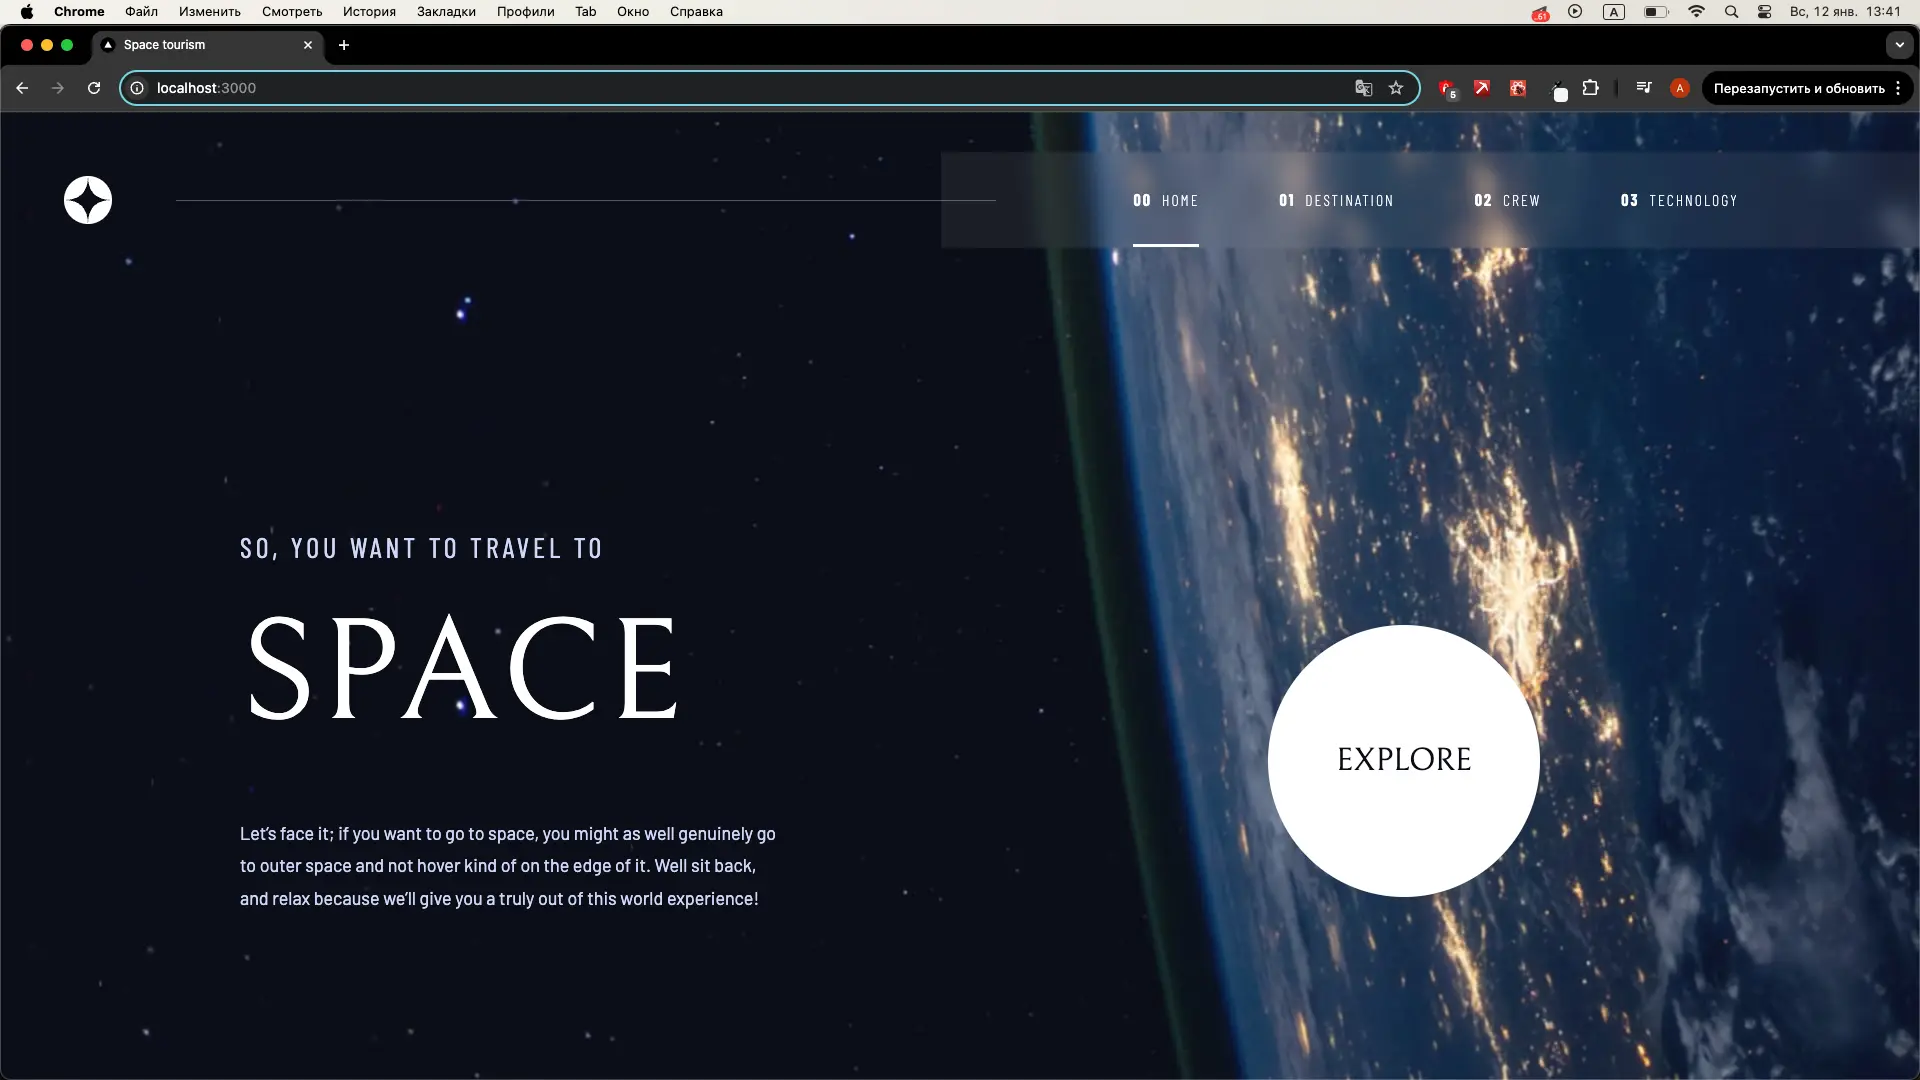 Chrome Файл Изменить Смотреть История Закладки Профили Tab Окно Справка
.61 A Вс, 12 янв. 13:41
Space tourism
localhost:3000
5 A Перезапустить и обновить
00 HOME 01 DESTINATION 02 CREW 03 TECHNOLOGY
SO, YOU WANT TO TRAVEL TO
SPACE
EXPLORE
Let’s face it; if you want to go to space, you might as well genuinely go
to outer space and not hover kind of on the edge of it. Well sit back,
and relax because we’ll give you a truly out of this world experience!